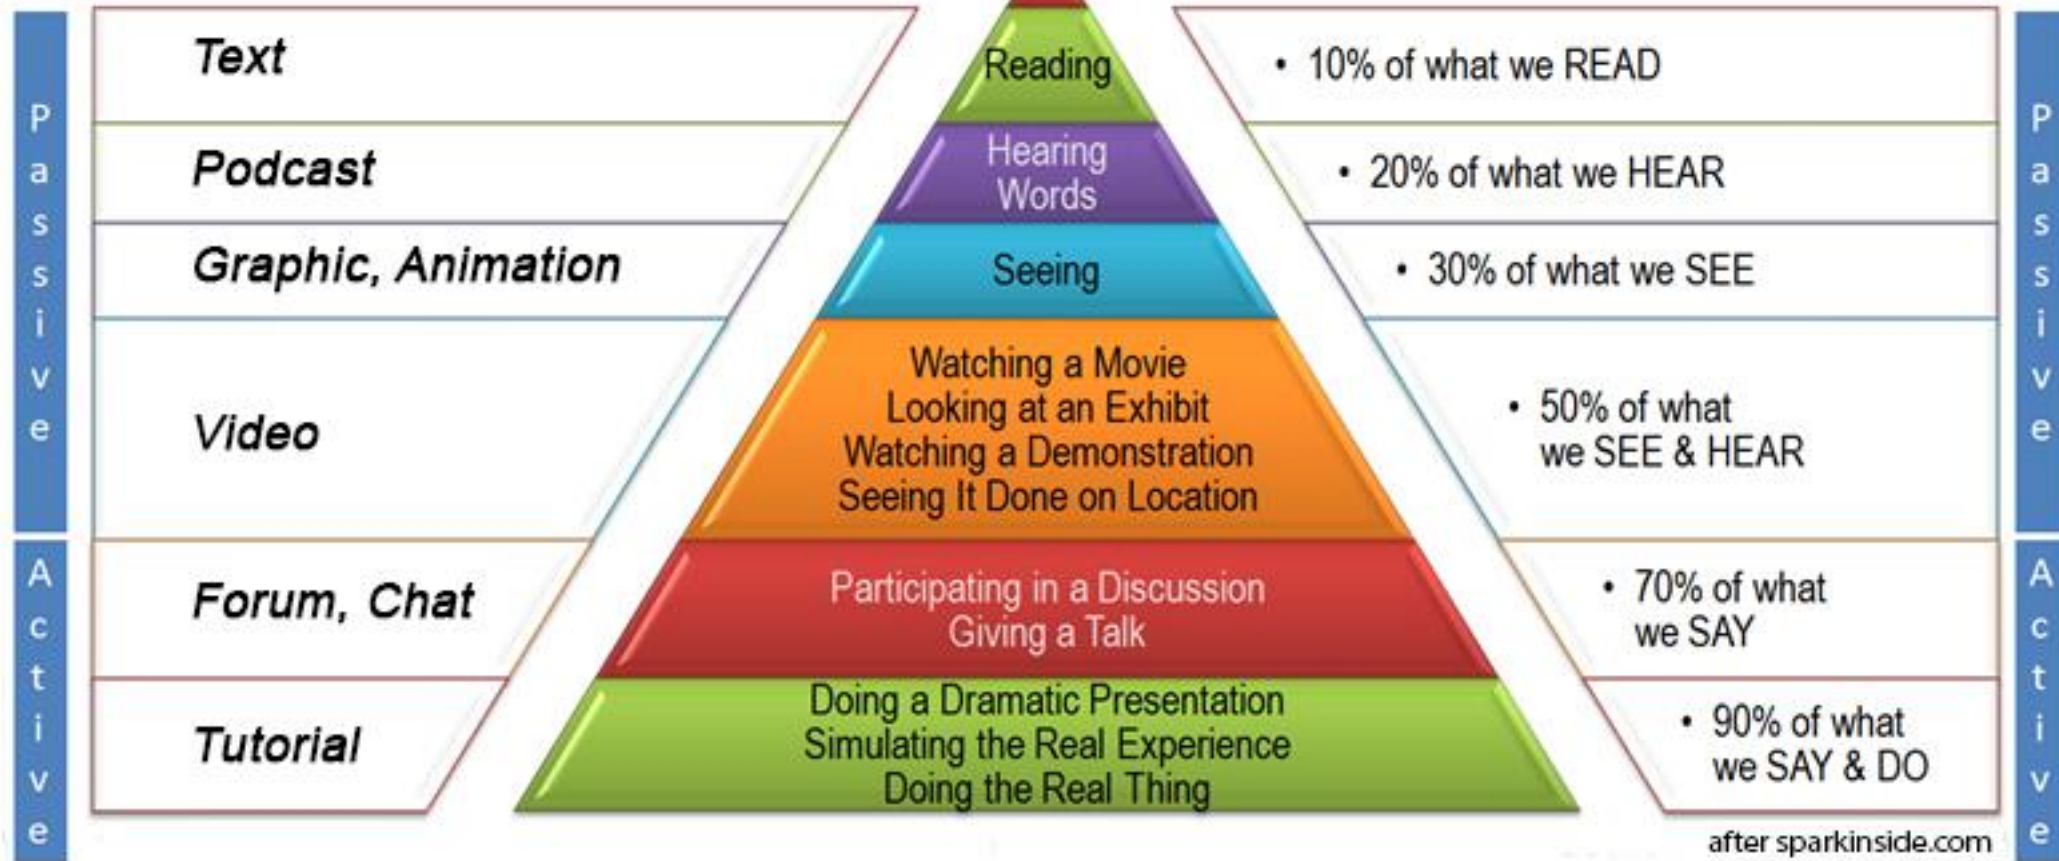 Passive
Text
Reading
• 10% of what we READ
Passive
Podcast
Hearing
Words
• 20% of what we HEAR
Graphic, Animation
Seeing
• 30% of what we SEE
Video
Watching a Movie
Looking at an Exhibit
Watching a Demonstration
Seeing It Done on Location
• 50% of what
we SEE & HEAR
Active
Forum, Chat
Participating in a Discussion
Giving a Talk
• 70% of what
we SAY
Active
Tutorial
Doing a Dramatic Presentation
Simulating the Real Experience
Doing the Real Thing
• 90% of what
we SAY & DO
after sparkinside.com